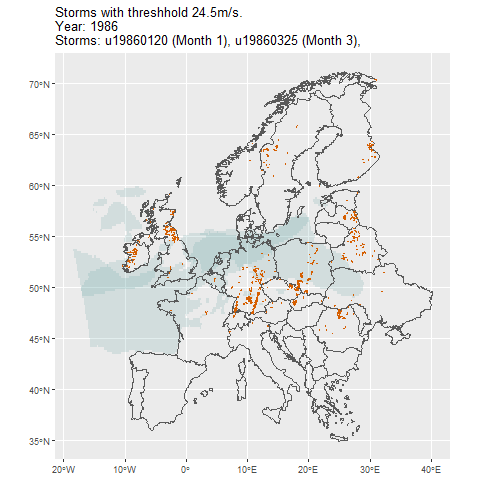 Storms with threshhold 24.5m/s.
Year: 1986
Storms: u19860120 (Month 1), u19860325 (Month 3),
70°N
65°N
60°N
55°N
50°N
45°N
40°N
35°N
20°W
10°W
0°
10°E
20°E
30°E
40°E